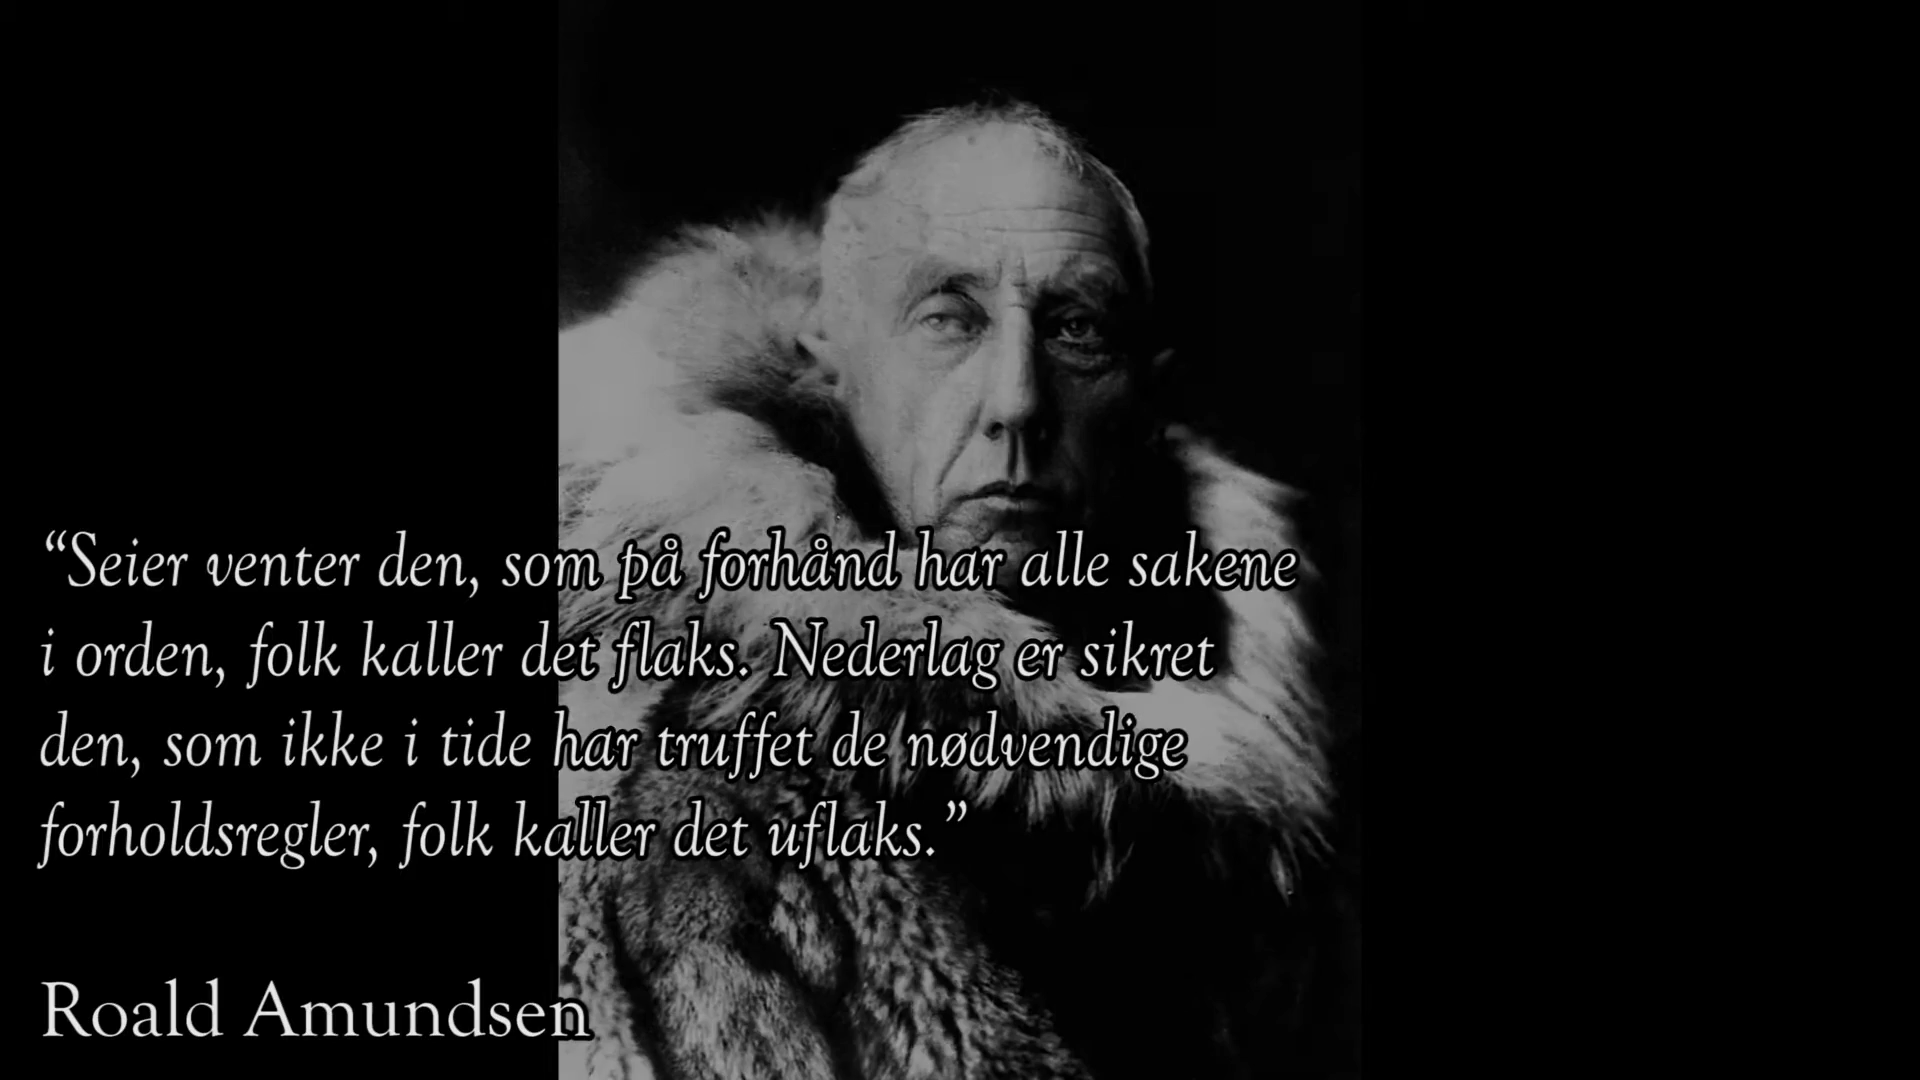 “Seier venter den, som på forhånd har alle sakene
i orden, folk kaller det flaks. Nederlag er sikret
den, som ikke i tide har truffet de nødvendige
forholdsregler, folk kaller det uflaks.”
Roald Amundsen